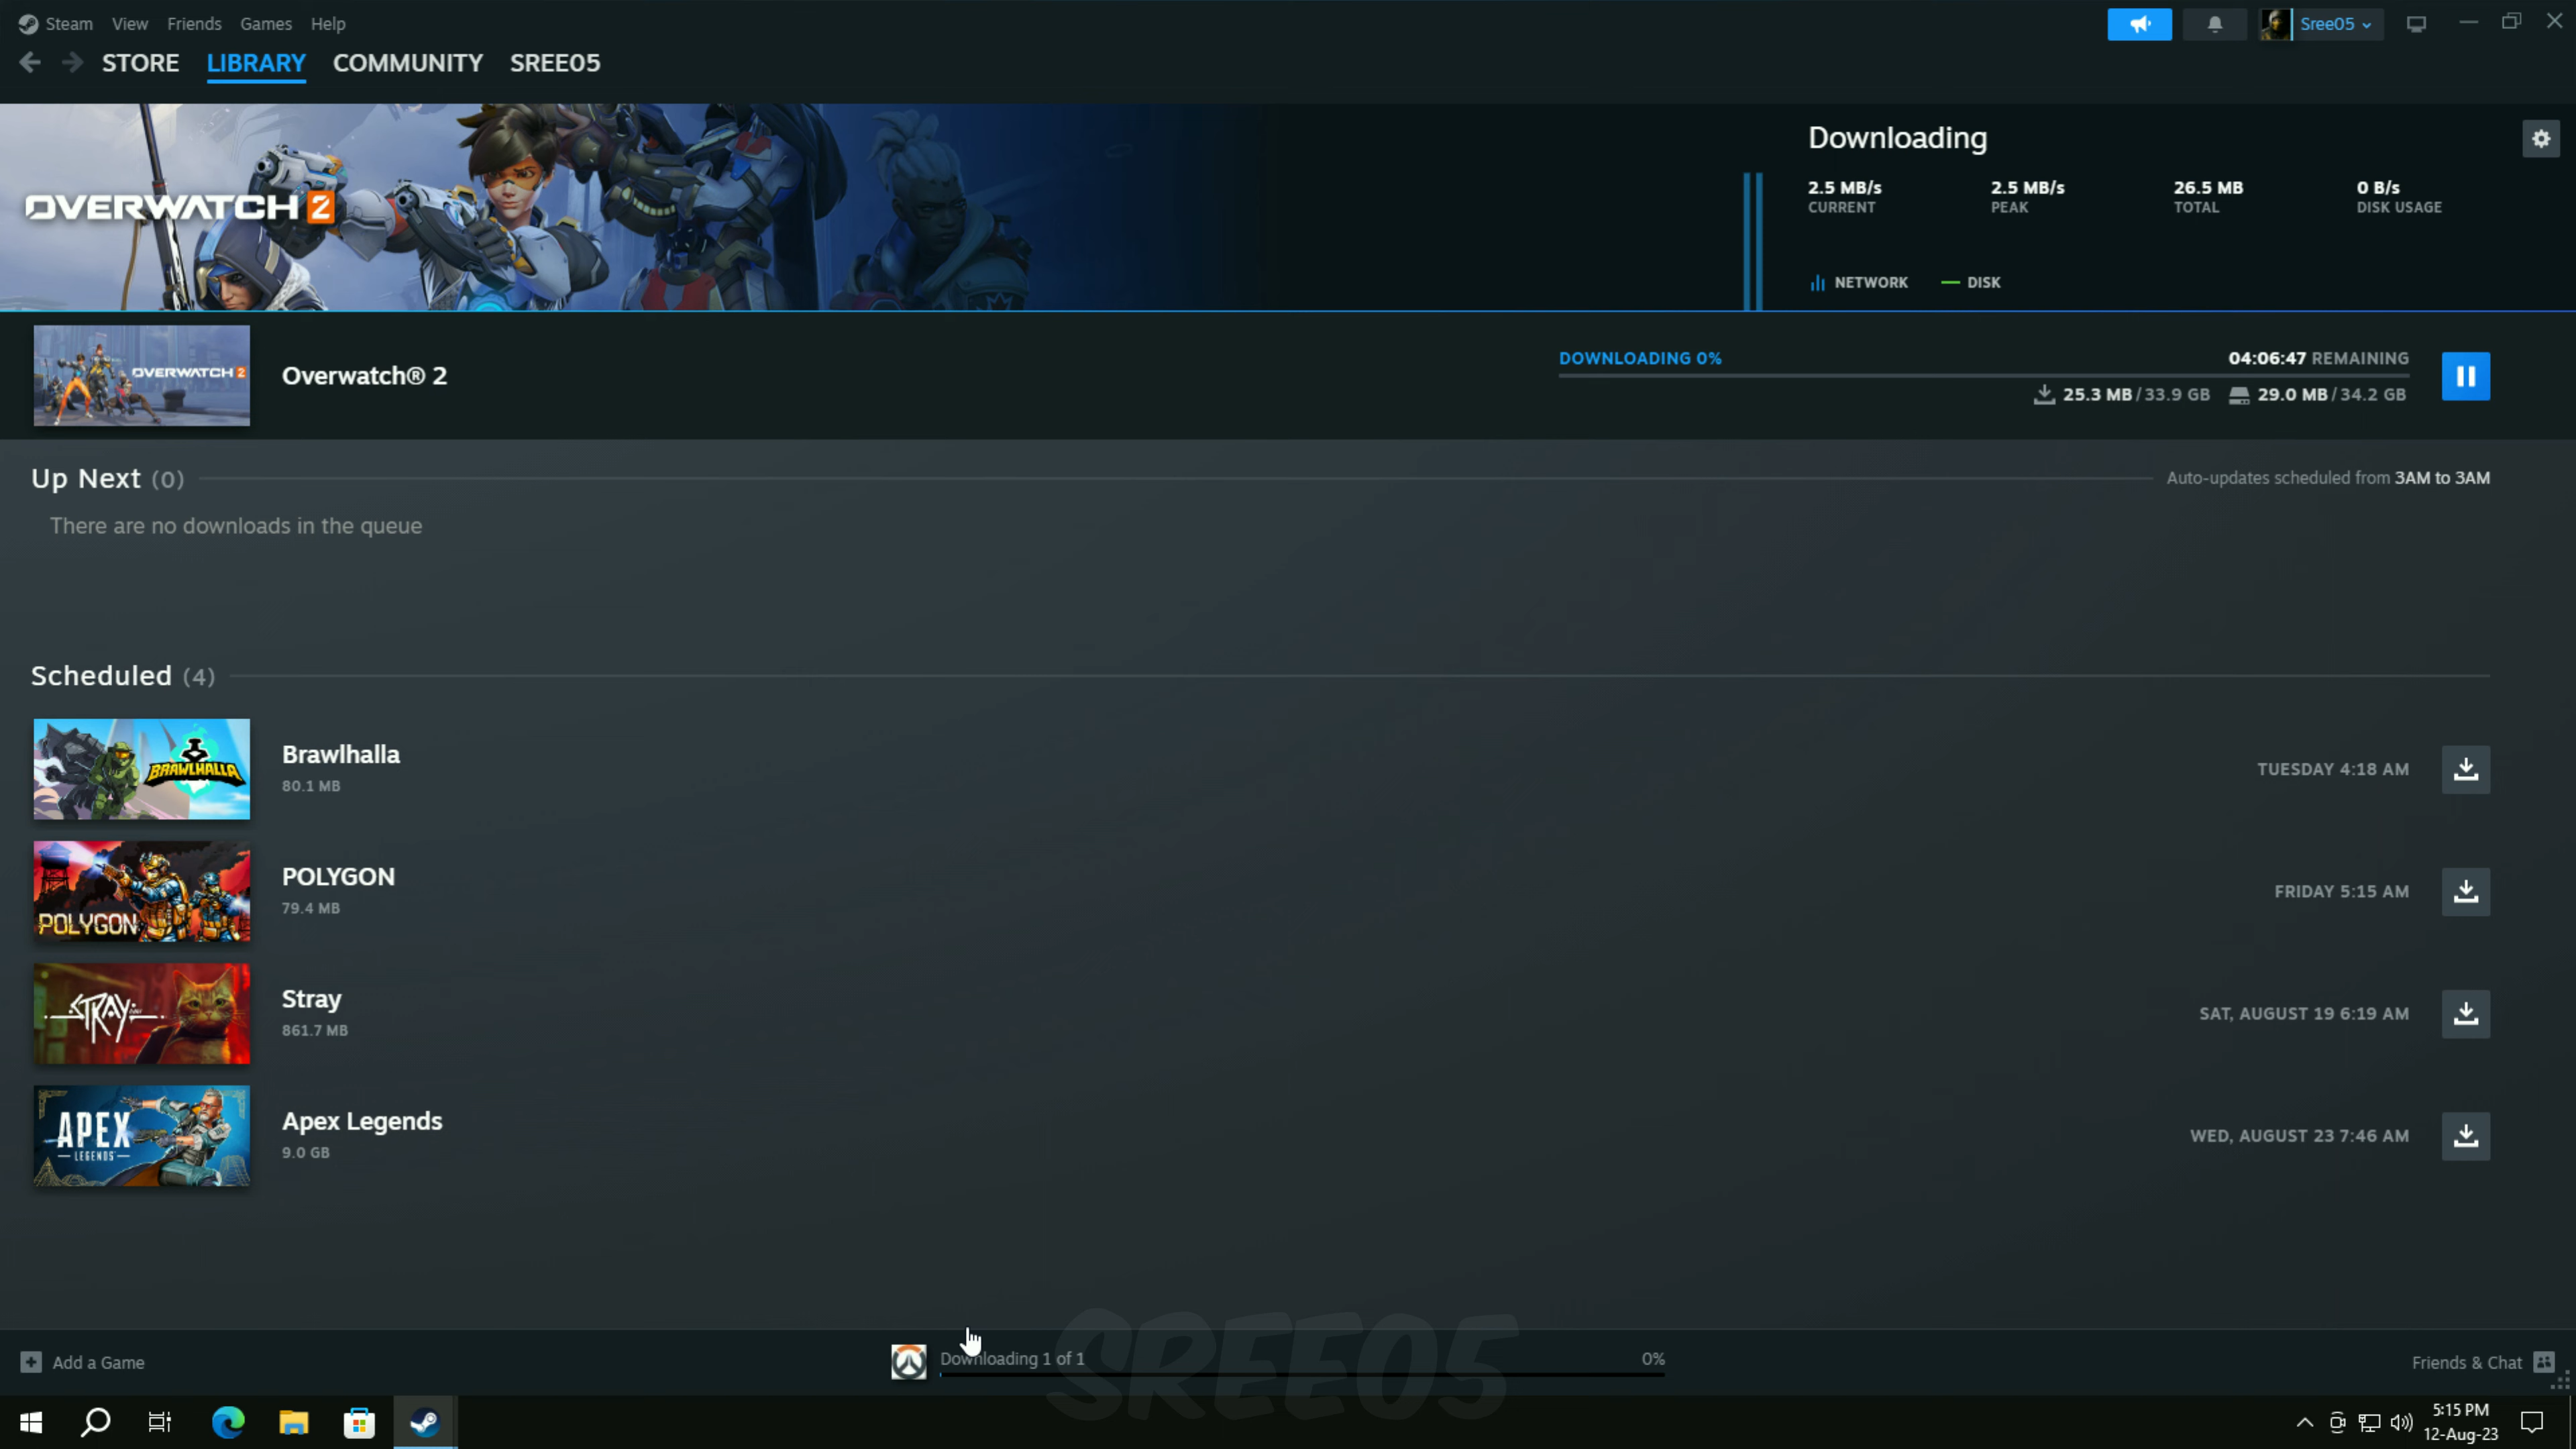 Steam View Friends Games Help
Sree05
STORE LIBRARY COMMUNITY SREE05
OVERWATCH 2
Downloading
2.5 MB/s 2.5 MB/s 26.5 MB 0 B/s
CURRENT PEAK TOTAL DISK USAGE
NETWORK DISK
OVERWATCH 2
Overwatch® 2
DOWNLOADING 0%
04:06:47 REMAINING
25.3 MB/33.9 GB 29.0 MB/34.2 GB
Up Next (0)
Auto-updates scheduled from 3AM to 3AM
There are no downloads in the queue
Scheduled (4)
BRAWLHALLA
Brawlhalla
80.1 MB
TUESDAY 4:18 AM
POLYGON
POLYGON
79.4 MB
FRIDAY 5:15 AM
STRAY
Stray
861.7 MB
SAT, AUGUST 19 6:19 AM
APEX
LEGENDS
Apex Legends
9.0 GB
WED, AUGUST 23 7:46 AM
SREE05
Add a Game
Downloading 1 of 1
0%
Friends & Chat
5:15 PM
12-Aug-23